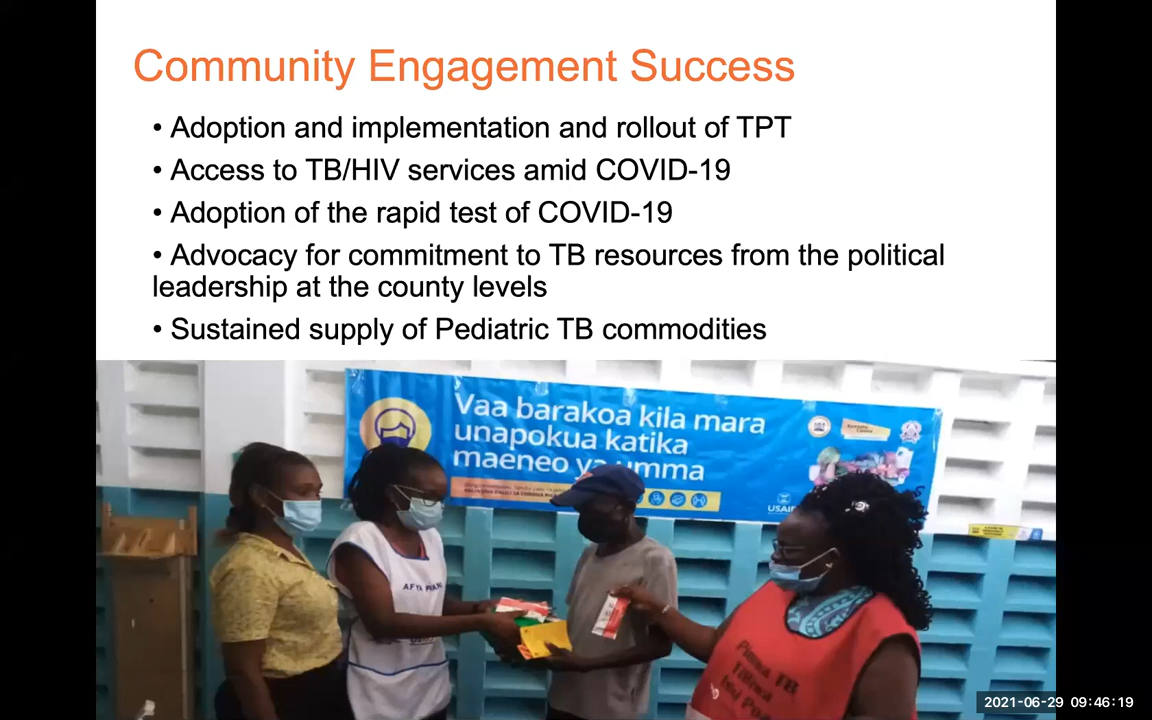 Community Engagement Success
• Adoption and implementation and rollout of TPT
• Access to TB/HIV services amid COVID-19
• Adoption of the rapid test of COVID-19
• Advocacy for commitment to TB resources from the political
leadership at the county levels
• Sustained supply of Pediatric TB commodities
Vaa barakoa kila mara
unapokua katika
maeneo ya umma
USAID
AFYA
Pima TB
2021-06-29 09:46:19